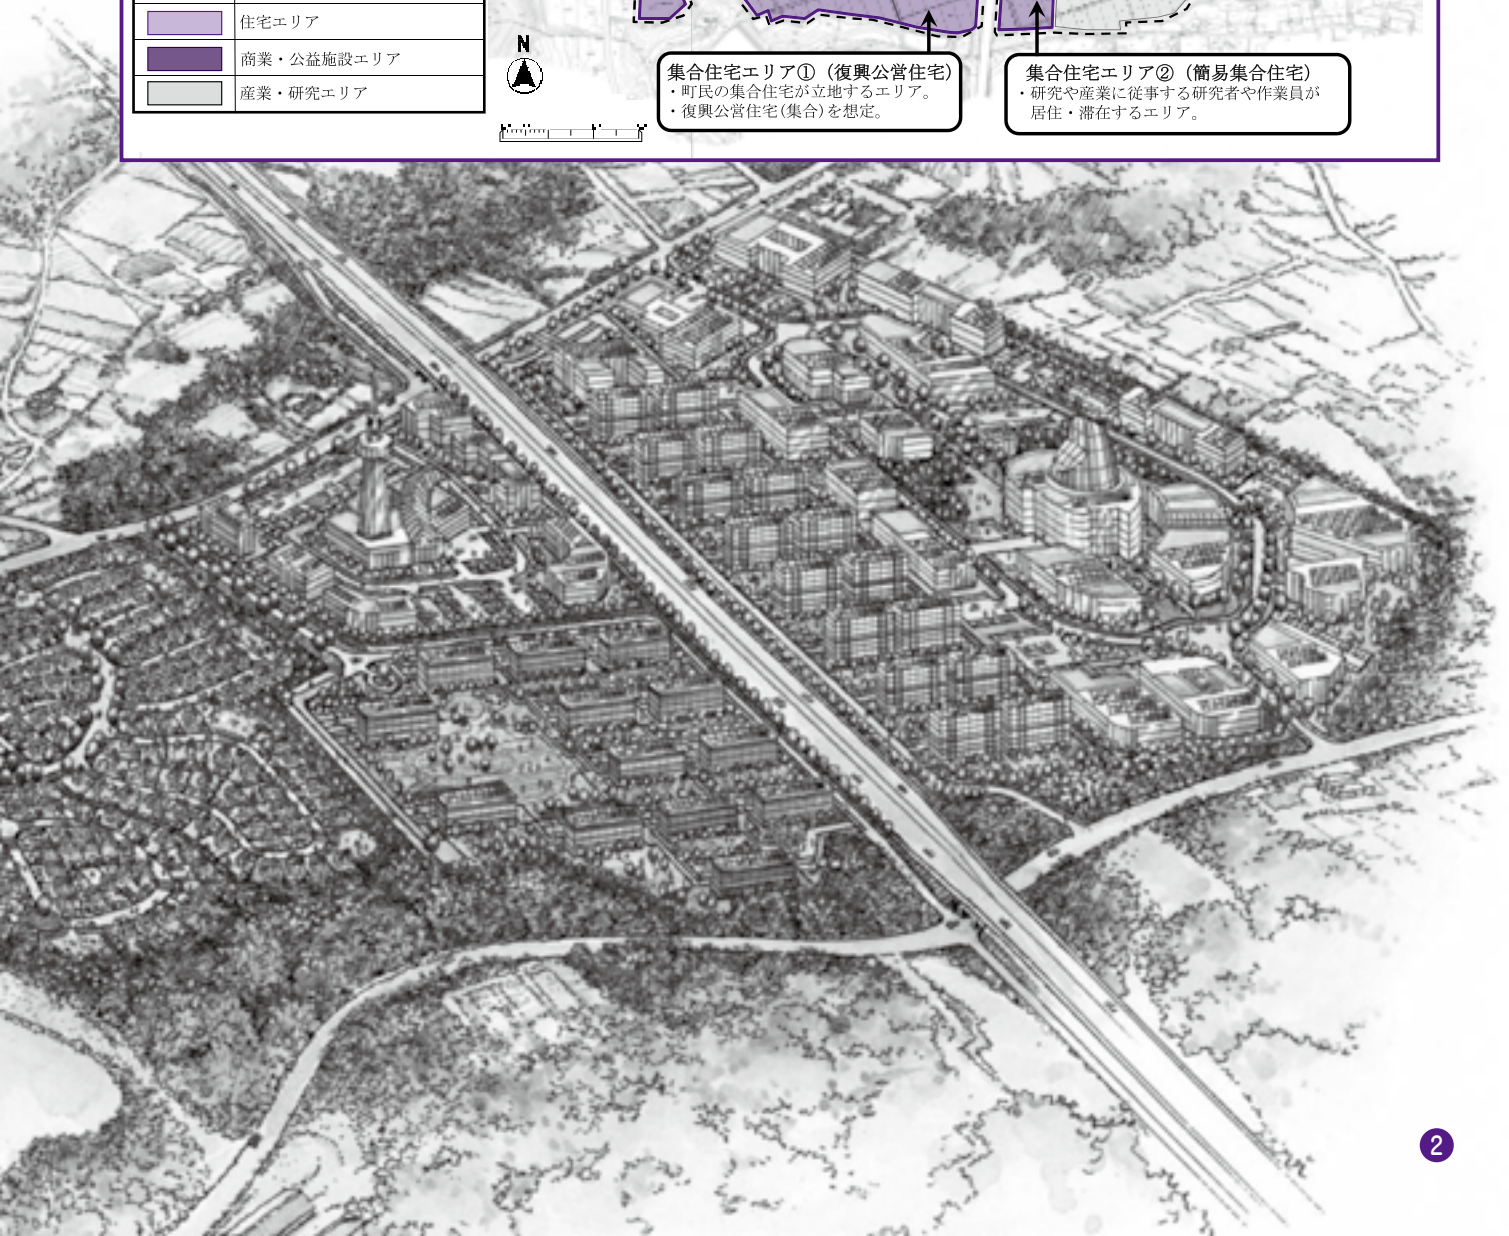 住宅エリア
商業・公益施設エリア
産業・研究エリア
N
集合住宅エリア①（復興公営住宅）
・町民の集合住宅が立地するエリア。
・復興公営住宅(集合)を想定。
集合住宅エリア②（簡易集合住宅）
・研究や産業に従事する研究者や作業員が
居住・滞在するエリア。
2